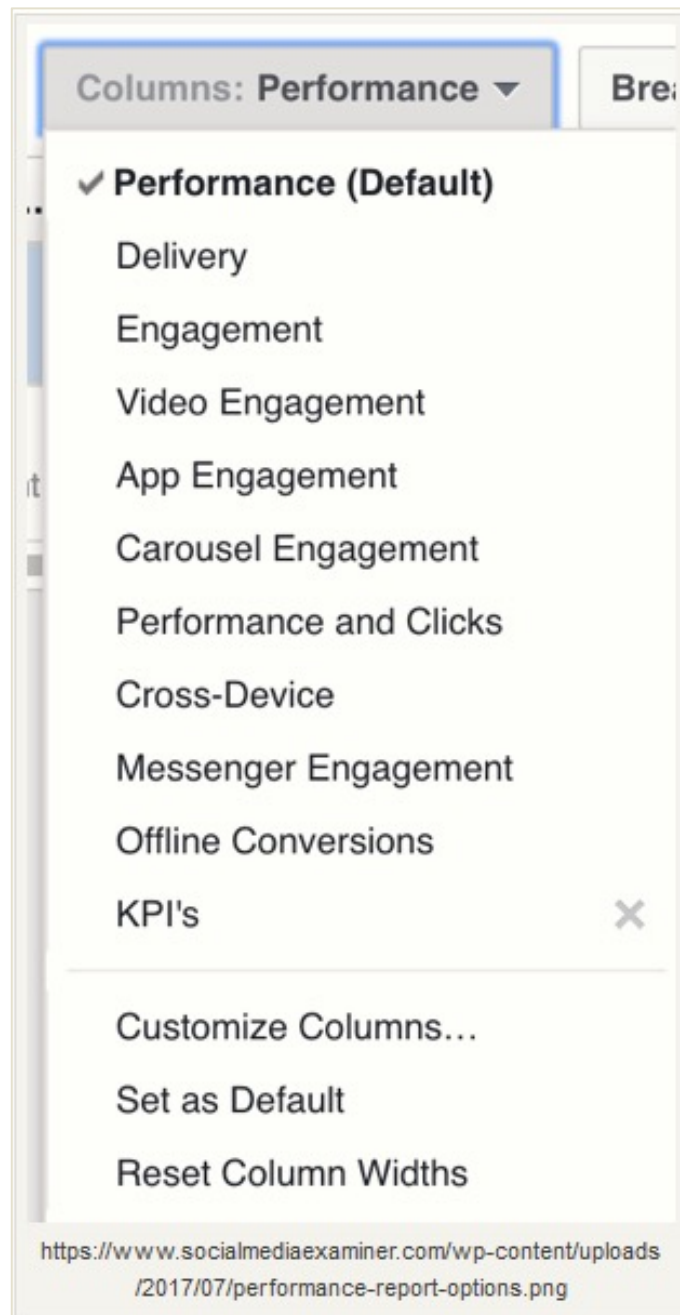 Columns: Performance
Performance (Default)
Delivery
Engagement
Video Engagement
App Engagement
Carousel Engagement
Performance and Clicks
Cross-Device
Messenger Engagement
Offline Conversions
KPI's
Customize Columns…
Set as Default
Reset Column Widths
https://www.socialmediaexaminer.com/wp-content/uploads
/2017/07/performance-report-options.png